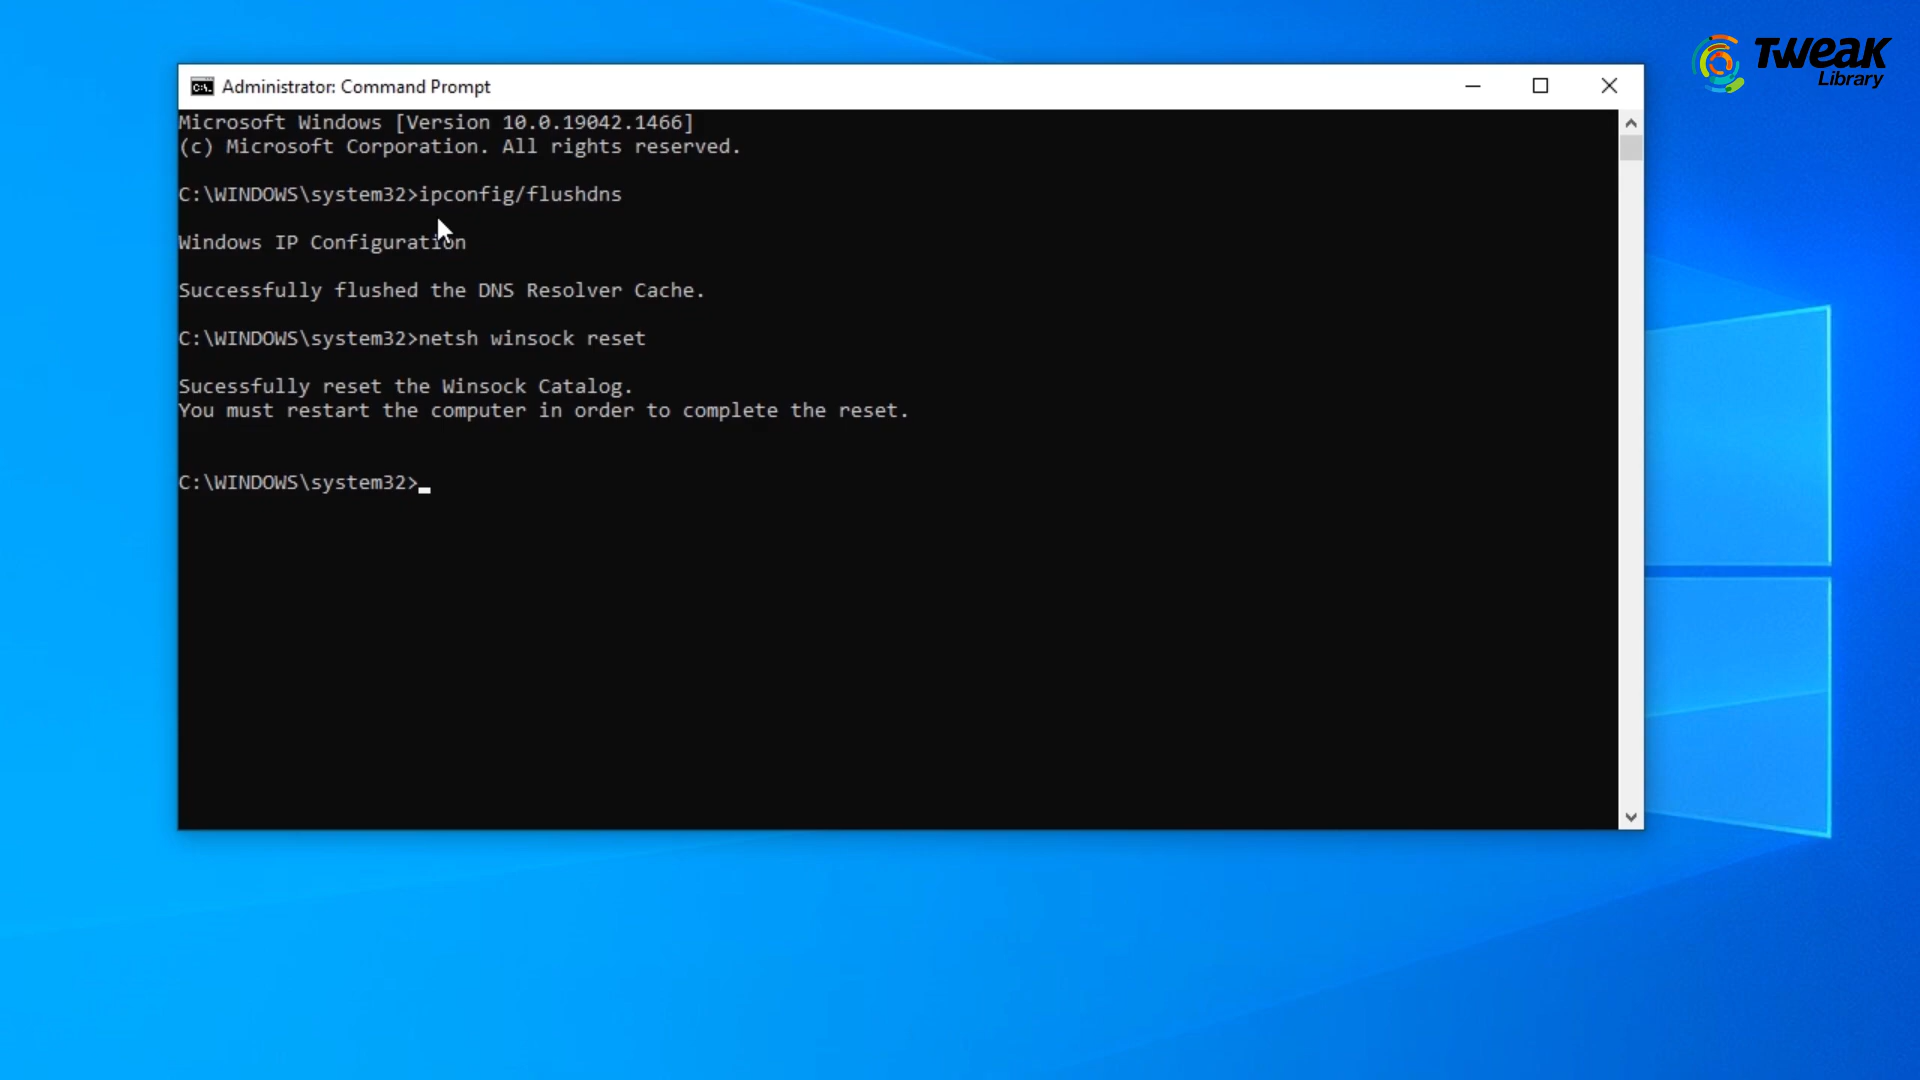 Tweak
Library
Administrator: Command Prompt
Microsoft Windows [Version 10.0.19042.1466]
(c) Microsoft Corporation. All rights reserved.
C:\WINDOWS\system32>ipconfig/flushdns
Windows IP Configuration
Successfully flushed the DNS Resolver Cache.
C:\WINDOWS\system32>netsh winsock reset
Sucessfully reset the Winsock Catalog.
You must restart the computer in order to complete the reset.
C:\WINDOWS\system32>